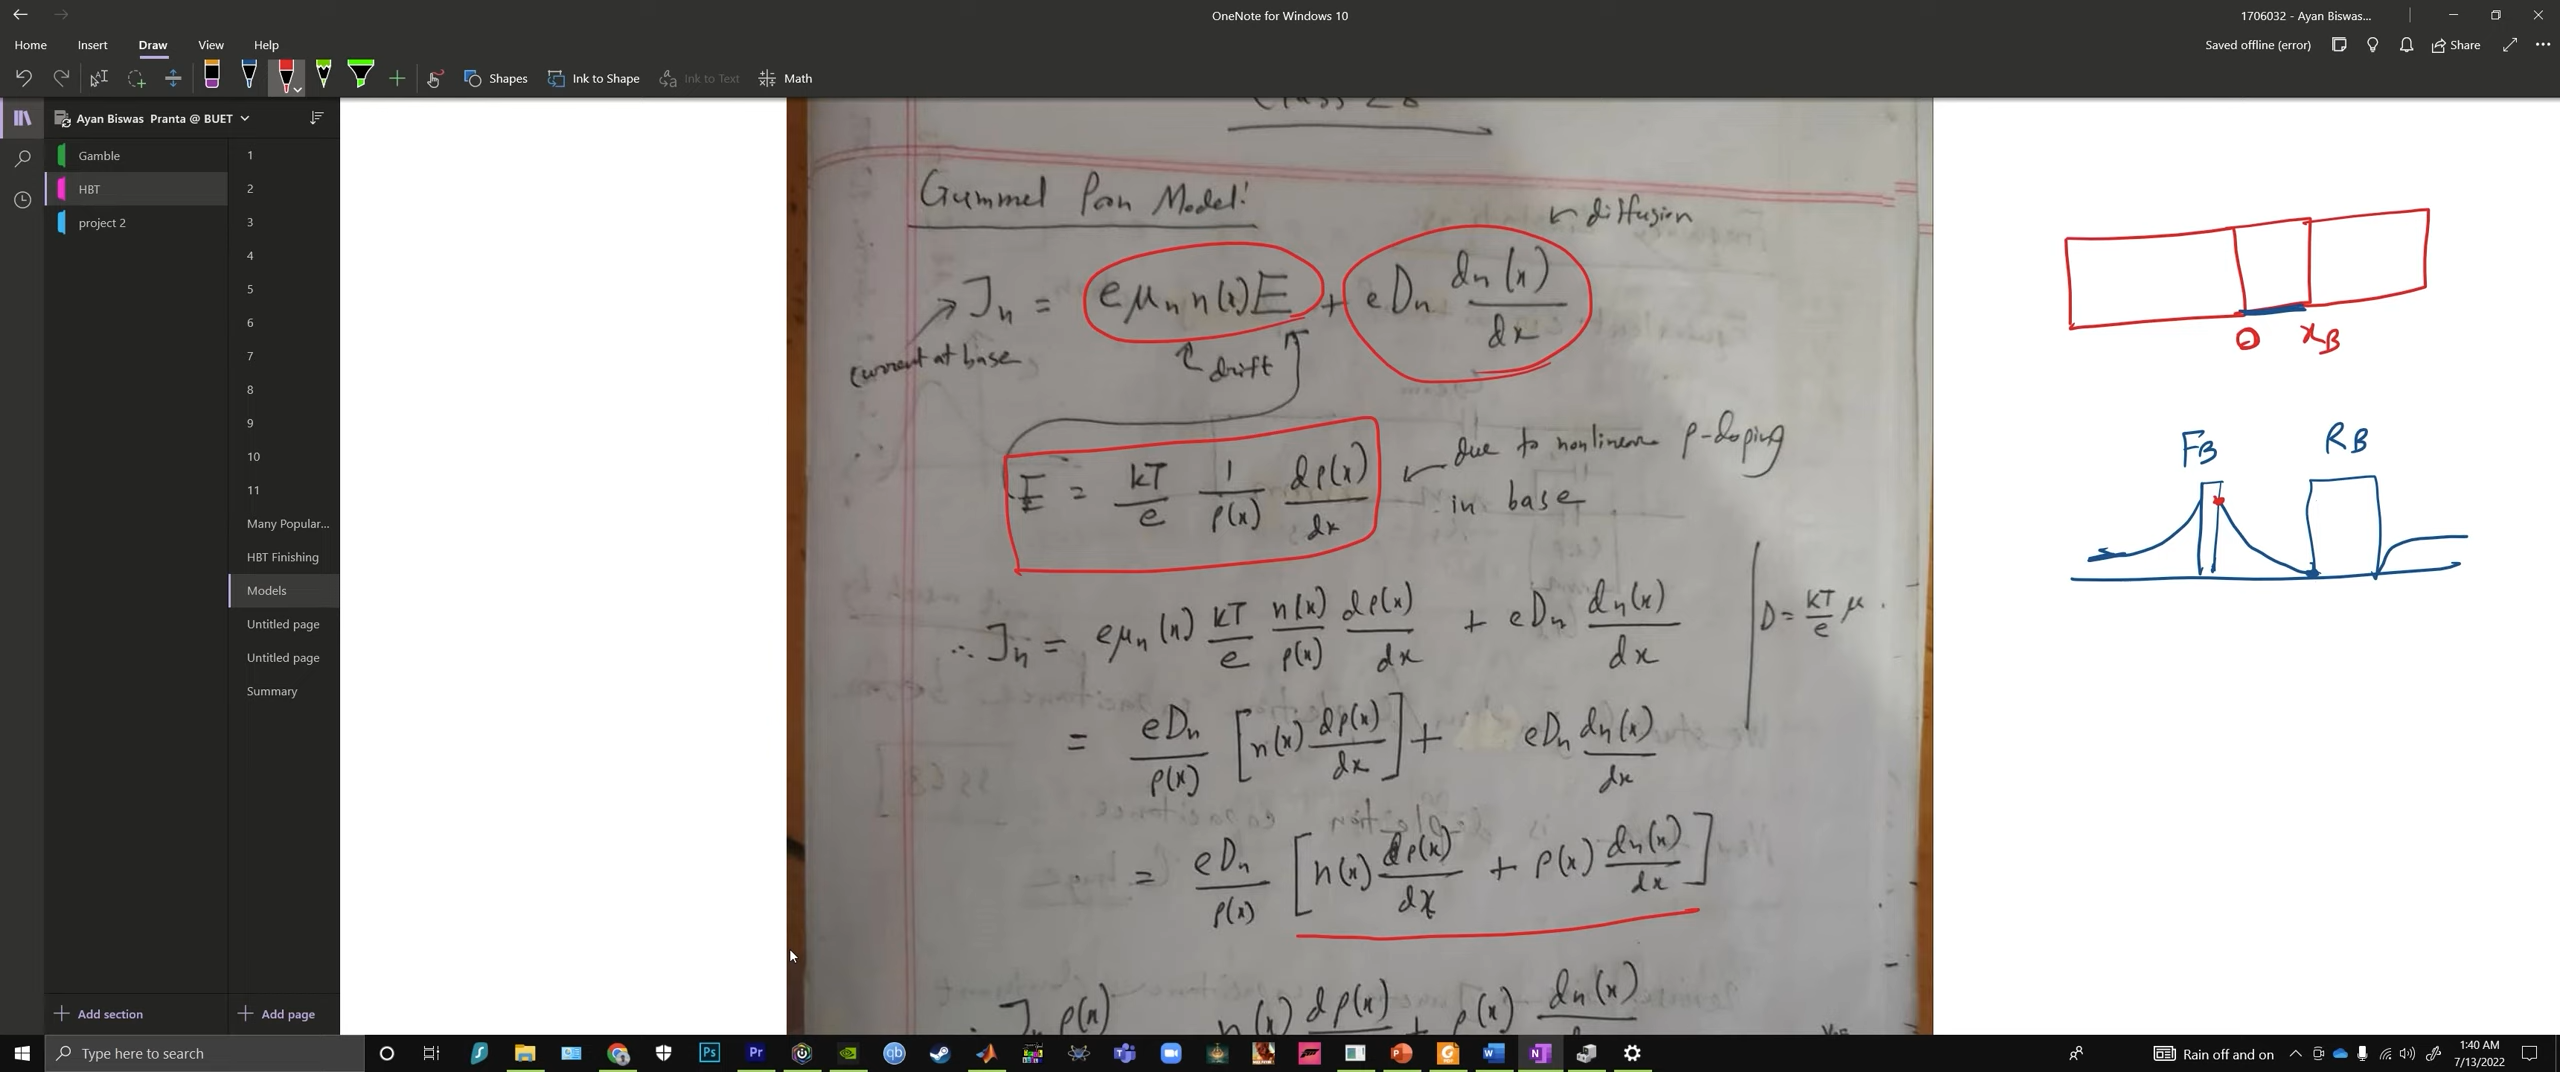 OneNote for Windows 10
1706032 - Ayan Biswas...
Home Insert Draw View Help
Saved offline (error) Share
Shapes Ink to Shape Ink to Text Math
Ayan Biswas Pranta @ BUET
Gamble
HBT
project 2
1
2
3
4
5
6
7
8
9
10
11
Many Popular...
HBT Finishing
Models
Untitled page
Untitled page
Summary
Add section
Add page
Class 28
Gummel Poon Model:
diffusion
Jn = eμn n(x)E + eDn dn(x)/dx
current at base
drift
E = kT/e 1/p(x) dp(x)/dx
due to nonlinear p-doping
in base
∴ Jn = eμn(x) kT/e n(x)/p(x) dp(x)/dx + eDn dn(x)/dx
D = kT/e μ.
= eDn/p(x) [n(x) dp(x)/dx] + eDn dn(x)/dx
= eDn/p(x) [n(x) dp(x)/dx + p(x) dn(x)/dx]
∴ Jn p(x) n(x) dp(x) + p(x) dn(x)
0 xB
FB RB
Type here to search
Rain off and on
1:40 AM
7/13/2022